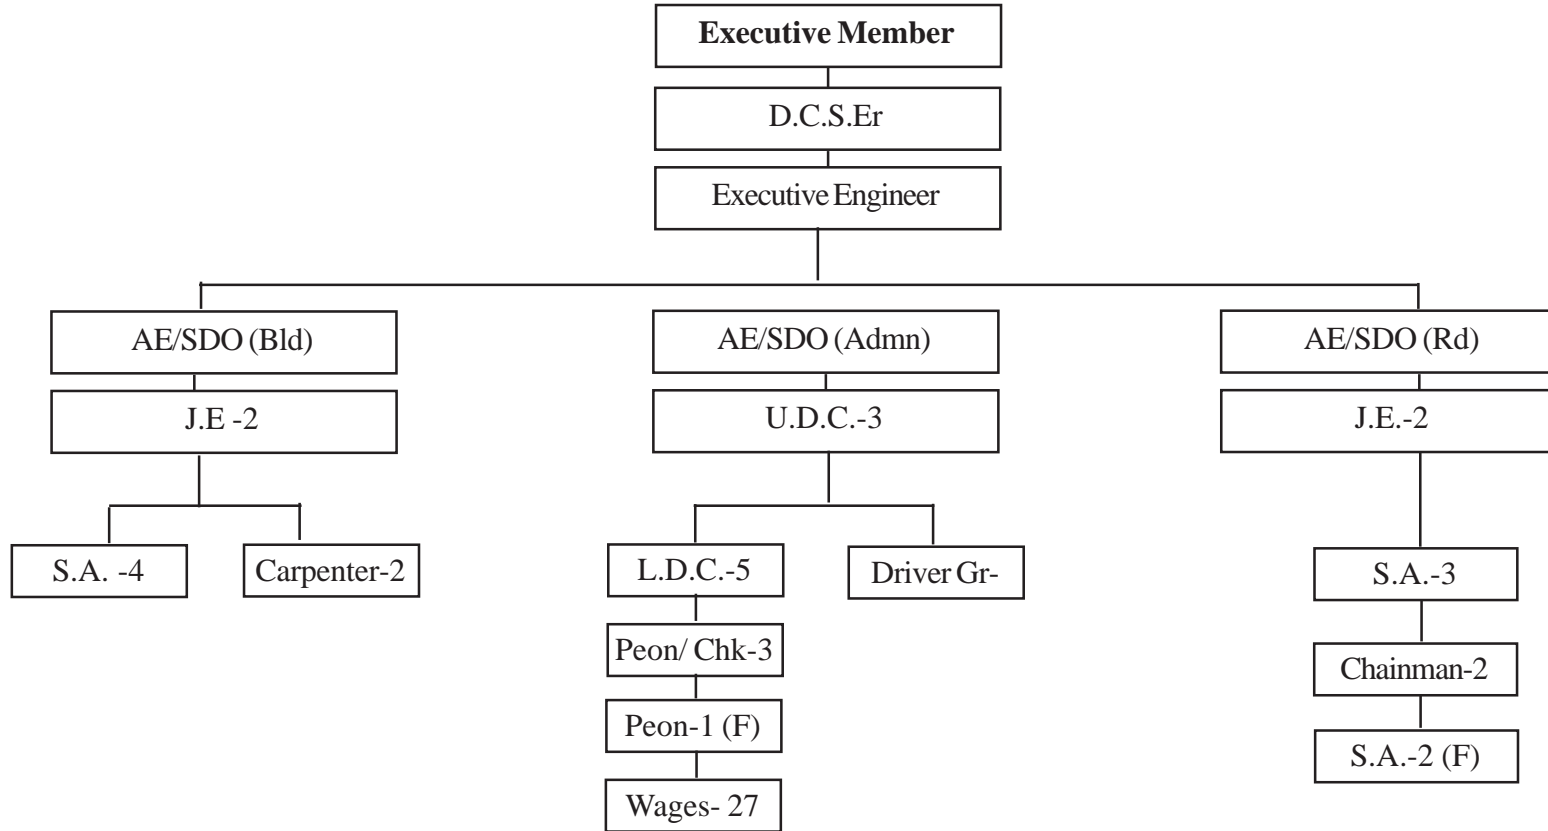 Executive Member
D.C.S.Er
Executive Engineer
AE/SDO (Bld)
AE/SDO (Admn)
AE/SDO (Rd)
J.E -2
U.D.C.-3
J.E.-2
S.A. -4
Carpenter-2
L.D.C.-5
Driver Gr-
S.A.-3
Peon/ Chk-3
Chainman-2
Peon-1 (F)
S.A.-2 (F)
Wages- 27